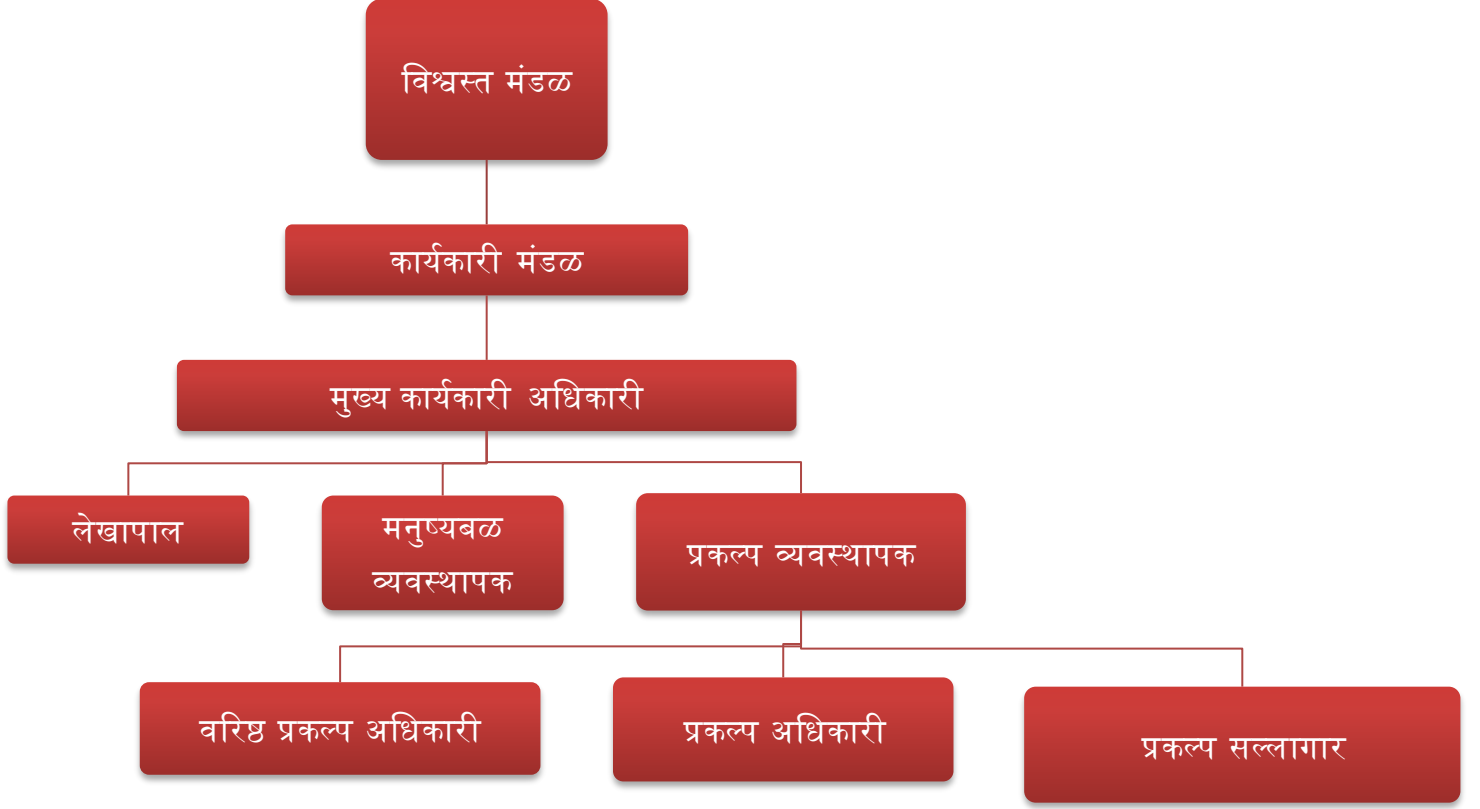 विश्वस्त मंडळ
कार्यकारी मंडळ
मुख्य कार्यकारी अधिकारी
लेखापाल
मनुष्यबळ
व्यवस्थापक
प्रकल्प व्यवस्थापक
वरिष्ठ प्रकल्प अधिकारी
प्रकल्प अधिकारी
प्रकल्प सल्लागार